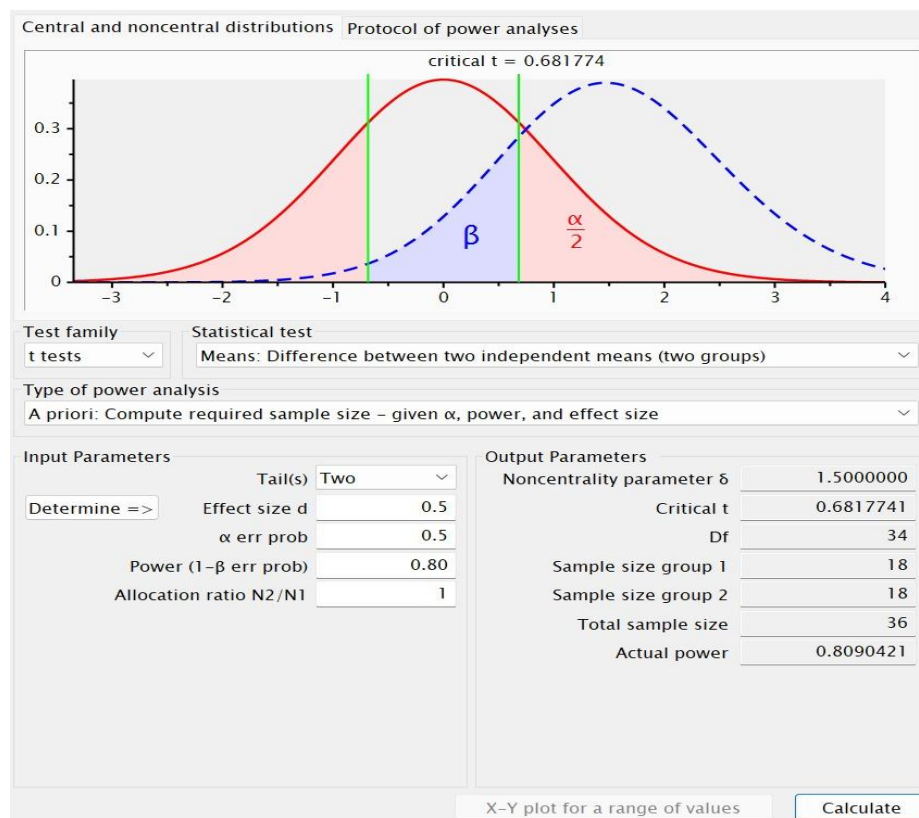 Central and noncentral distributions Protocol of power analyses
critical t = 0.681774
0.3
0.2
0.1
0
β
α
2
-3 -2 -1 0 1 2 3 4
Test family Statistical test
t tests Means: Difference between two independent means (two groups)
Type of power analysis
A priori: Compute required sample size – given α, power, and effect size
Input Parameters
Tail(s) Two
Determine => Effect size d 0.5
α err prob 0.5
Power (1-β err prob) 0.80
Allocation ratio N2/N1 1
Output Parameters
Noncentrality parameter δ 1.5000000
Critical t 0.6817741
Df 34
Sample size group 1 18
Sample size group 2 18
Total sample size 36
Actual power 0.8090421
X-Y plot for a range of values Calculate